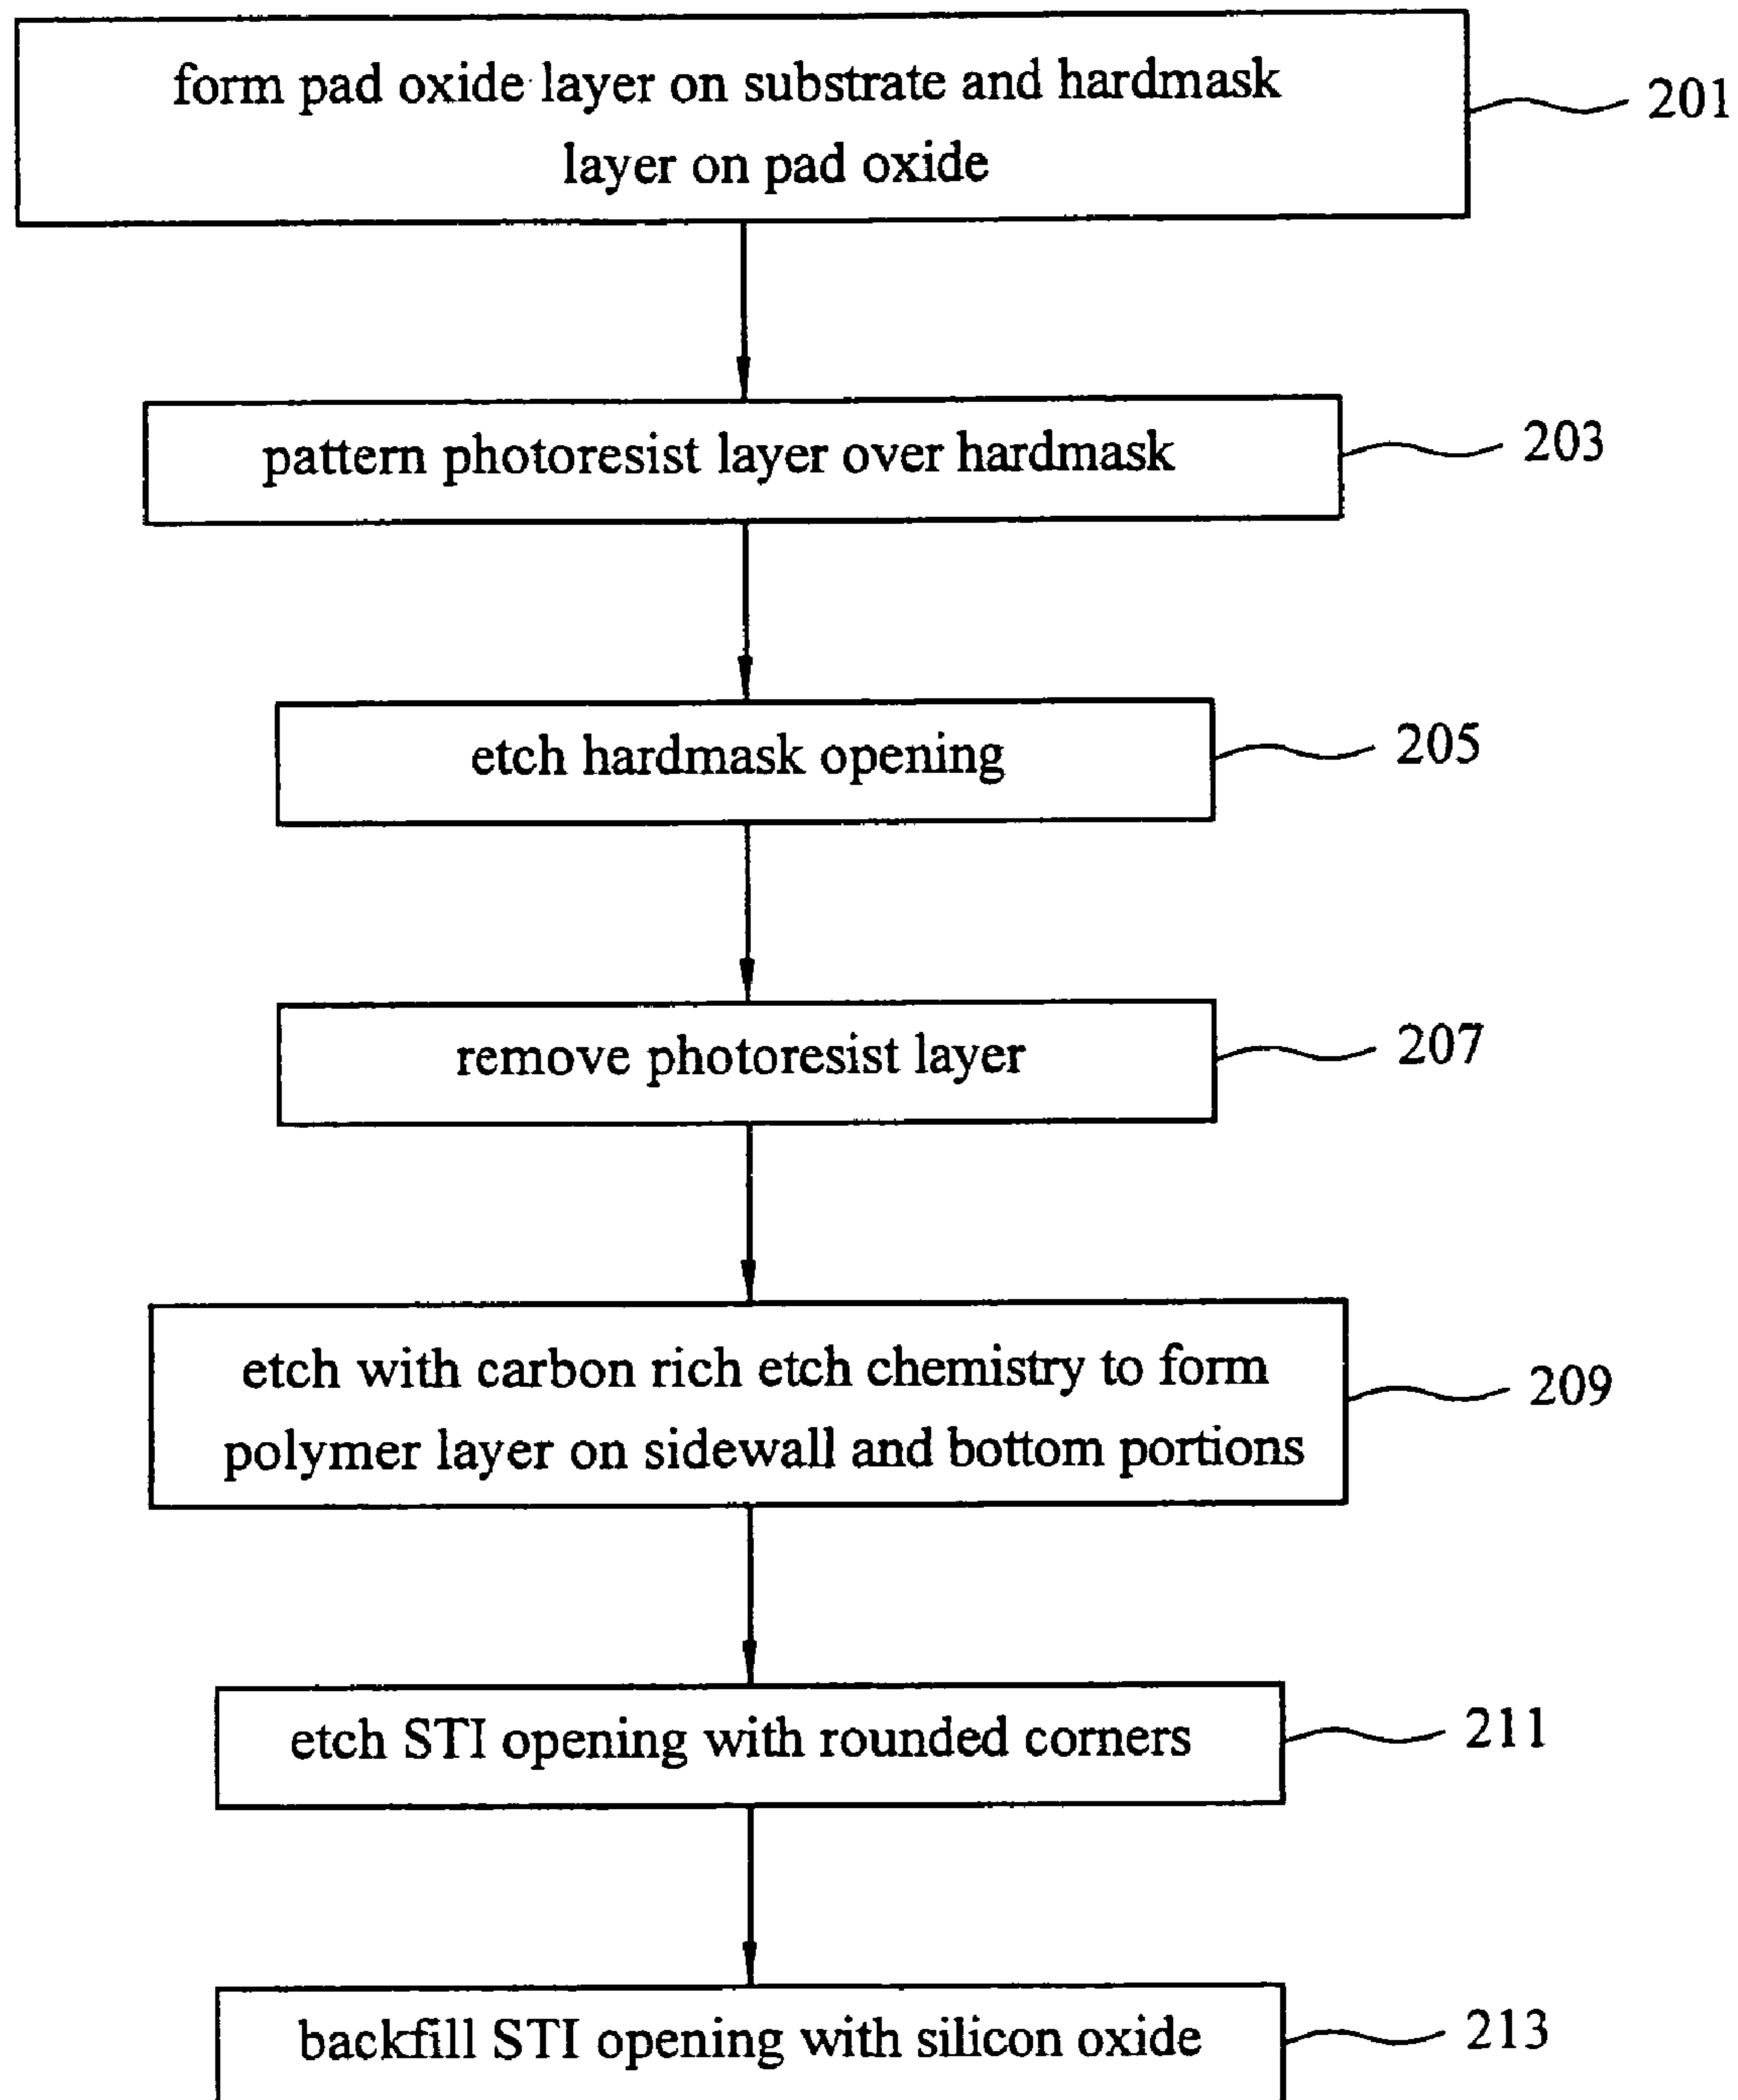 form pad oxide layer on substrate and hardmask
layer on pad oxide
201
pattern photoresist layer over hardmask
203
etch hardmask opening
205
remove photoresist layer
207
etch with carbon rich etch chemistry to form
polymer layer on sidewall and bottom portions
209
etch STI opening with rounded corners
211
backfill STI opening with silicon oxide
213